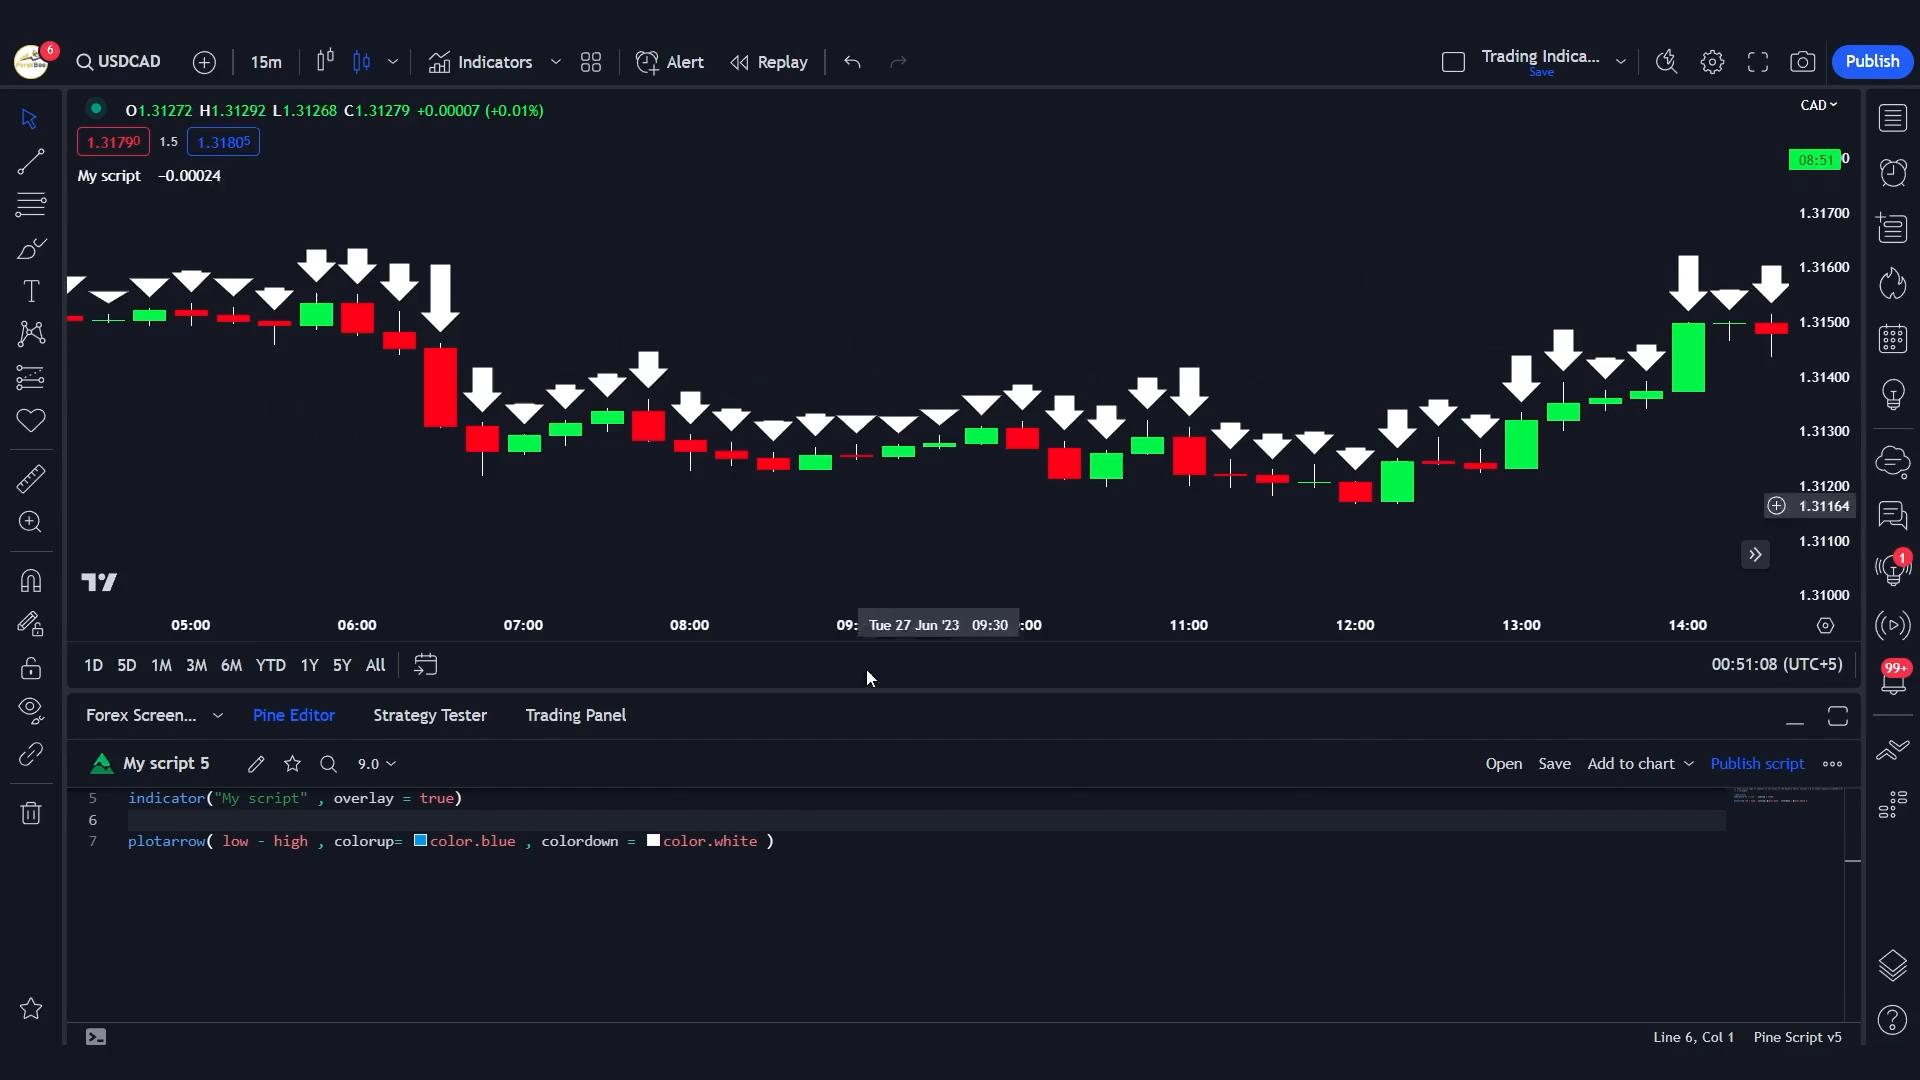 6
USDCAD
15m
Indicators
Alert
Replay
Trading Indica...
Save
Publish
O1.31272 H1.31292 L1.31268 C1.31279 +0.00007 (+0.01%)
CAD
1.31790 1.5 1.31805
08:51 0
My script -0.00024
1.31700
1.31600
1.31500
1.31400
1.31300
1.31200
1.31164
1.31100
1.31000
1
05:00 06:00 07:00 08:00 09: Tue 27 Jun '23 09:30 :00 11:00 12:00 13:00 14:00
1D 5D 1M 3M 6M YTD 1Y 5Y All
00:51:08 (UTC+5)
99+
Forex Screen... Pine Editor Strategy Tester Trading Panel
My script 5
9.0
Open Save Add to chart Publish script
5 indicator("My script" , overlay = true)
6
7 plotarrow( low - high , colorup= color.blue , colordown = color.white )
Line 6, Col 1 Pine Script v5